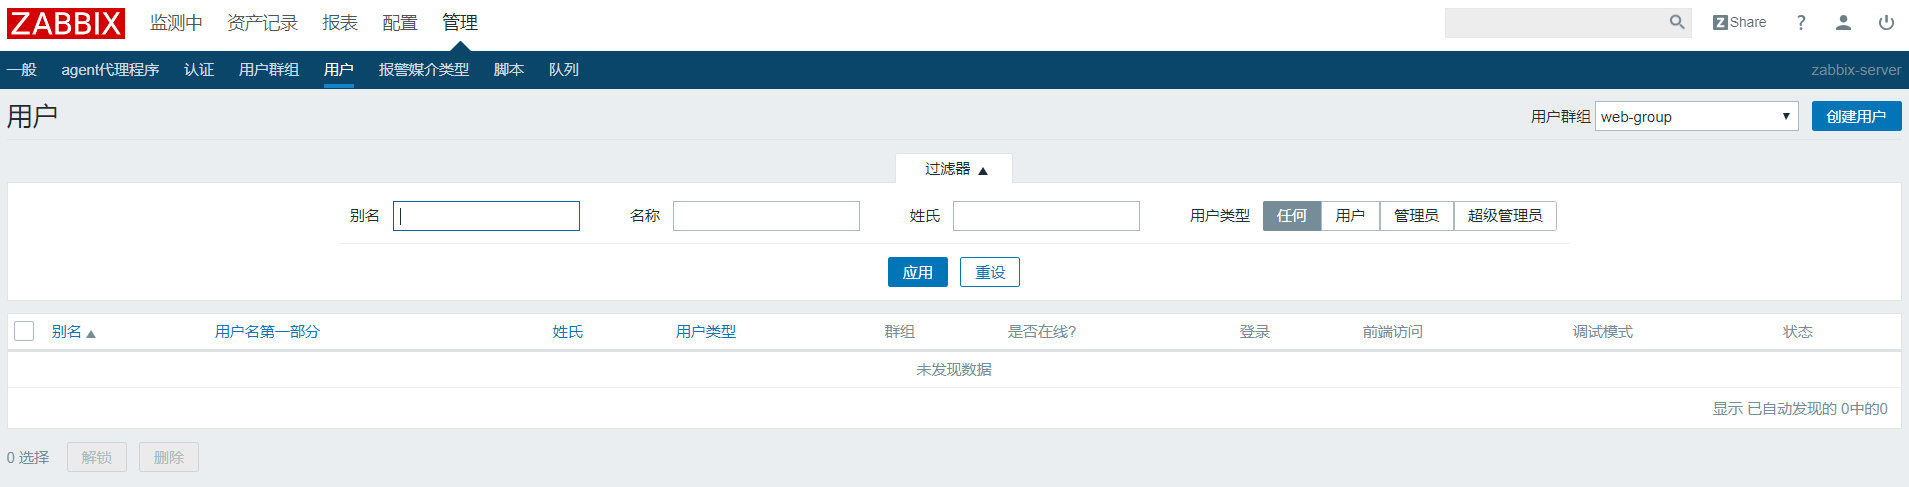 ZABBIX 监测中 资产记录 报表 配置 管理 Z Share ?
一般 agent代理程序 认证 用户群组 用户 报警媒介类型 脚本 队列 zabbix-server
用户 用户群组 web-group 创建用户
过滤器
别名 名称 姓氏 用户类型 任何 用户 管理员 超级管理员
应用 重设
别名 用户名第一部分 姓氏 用户类型 群组 是否在线? 登录 前端访问 调试模式 状态
未发现数据
显示 已自动发现的 0中的0
0 选择 解锁 删除